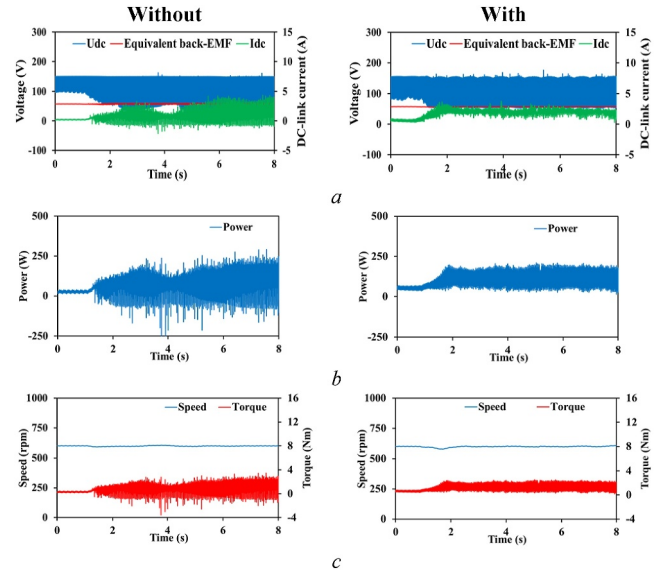 Without With
Udc Equivalent back-EMF Idc
Voltage (V)
300
200
100
0
-100
DC-link current (A)
15
10
5
0
-5
0 2 4 6 8
Time (s)
Udc Equivalent back-EMF Idc
Voltage (V)
300
200
100
0
-100
DC-link current (A)
15
10
5
0
-5
0 2 4 6 8
Time (s)
a
Power
Power (W)
500
250
0
-250
0 2 4 6 8
Time (s)
Power
Power (W)
500
250
0
-250
0 2 4 6 8
Time (s)
b
Speed Torque
Speed (rpm)
1000
750
500
250
0
Torque (Nm)
16
12
8
4
0
-4
0 2 4 6 8
Time (s)
Speed Torque
Speed (rpm)
1000
750
500
250
0
Torque (Nm)
16
12
8
4
0
-4
0 2 4 6 8
Time (s)
c